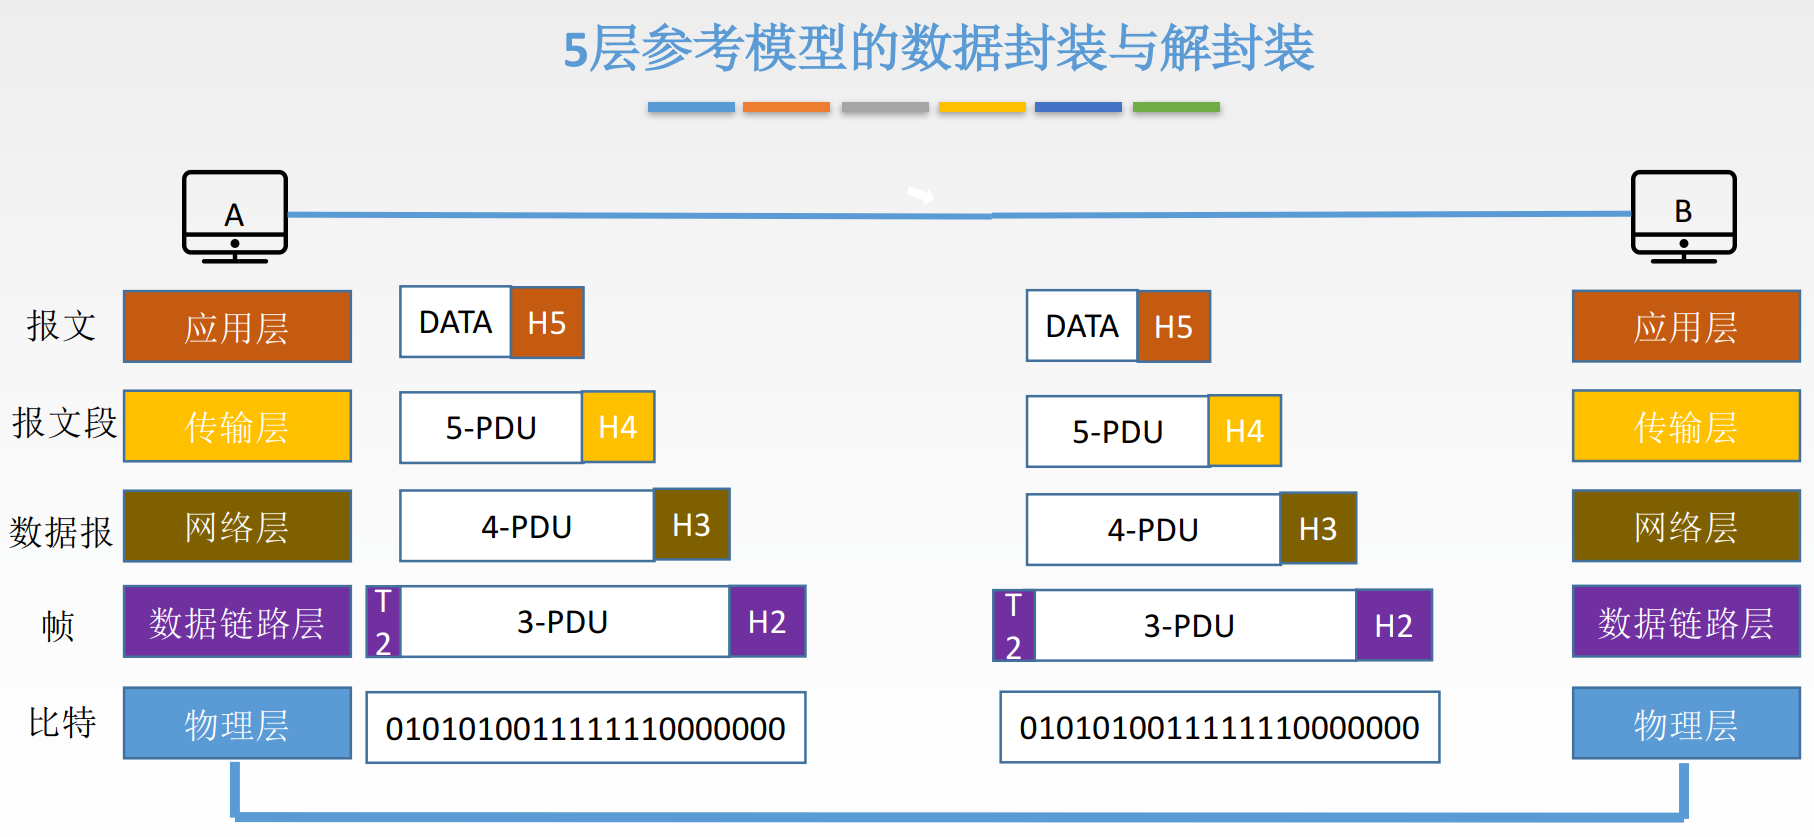 5层参考模型的数据封装与解封装
A
B
报文
应用层
DATA
H5
DATA
H5
应用层
报文段
传输层
5-PDU
H4
5-PDU
H4
传输层
数据报
网络层
4-PDU
H3
4-PDU
H3
网络层
帧
数据链路层
T
2
3-PDU
H2
T
2
3-PDU
H2
数据链路层
比特
物理层
0101010011111110000000
0101010011111110000000
物理层